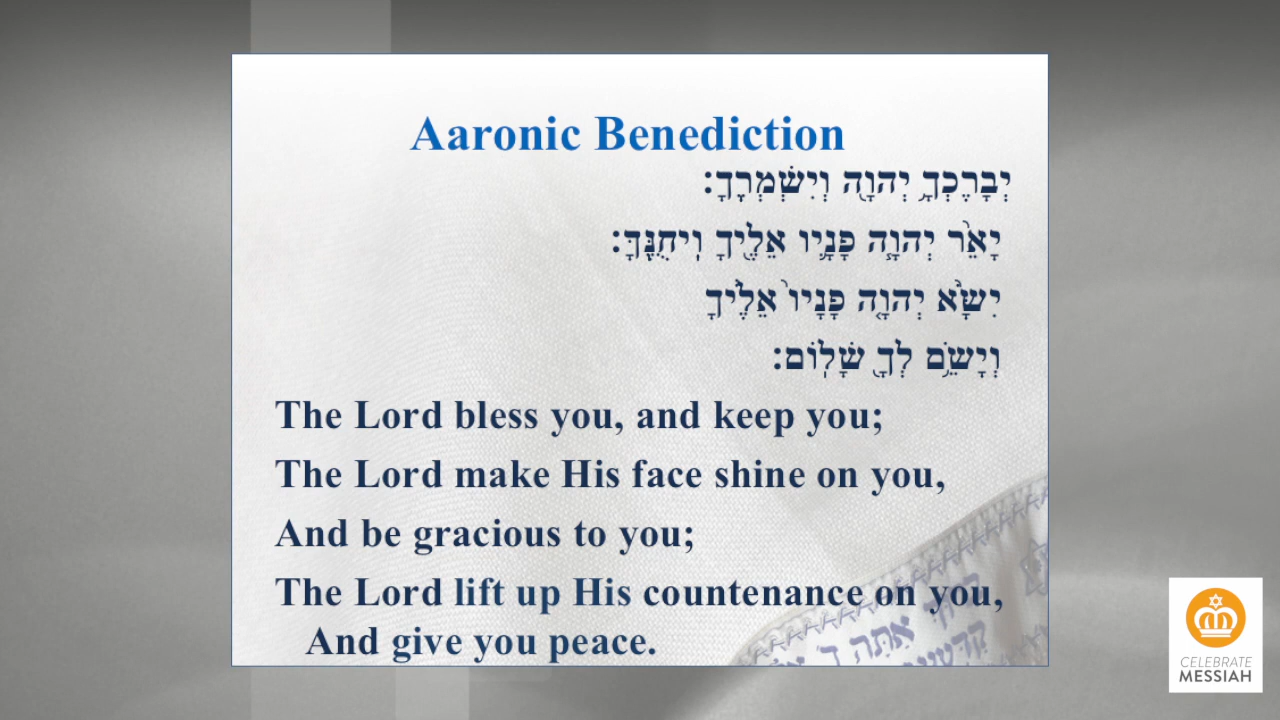 Aaronic Benediction
יְבָרֶכְךָ֥ יְהוָ֖ה וְיִשְׁמְרֶֽךָ׃
יָאֵ֨ר יְהוָ֧ה פָּנָ֛יו אֵלֶ֖יךָ וִֽיחֻנֶּֽךָּ׃
יִשָּׂ֨א יְהוָ֤ה פָּנָיו֙ אֵלֶ֔יךָ
וְיָשֵׂ֥ם לְךָ֖ שָׁלֽוֹם׃
The Lord bless you, and keep you;
The Lord make His face shine on you,
And be gracious to you;
The Lord lift up His countenance on you,
And give you peace.
אתה
CELEBRATE
MESSIAH